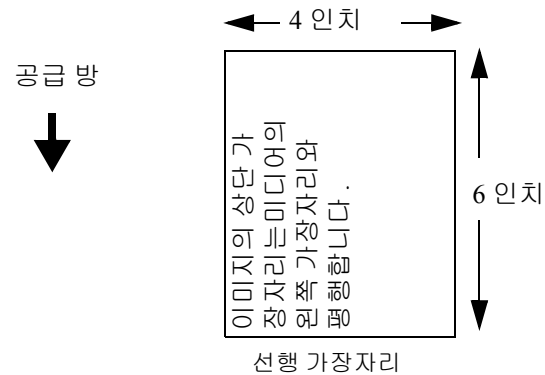 4 인치
공급 방
이미지의 상단 가
장자리는미디어의
왼쪽 가장자리와
평행합니다.
6 인치
선행 가장자리